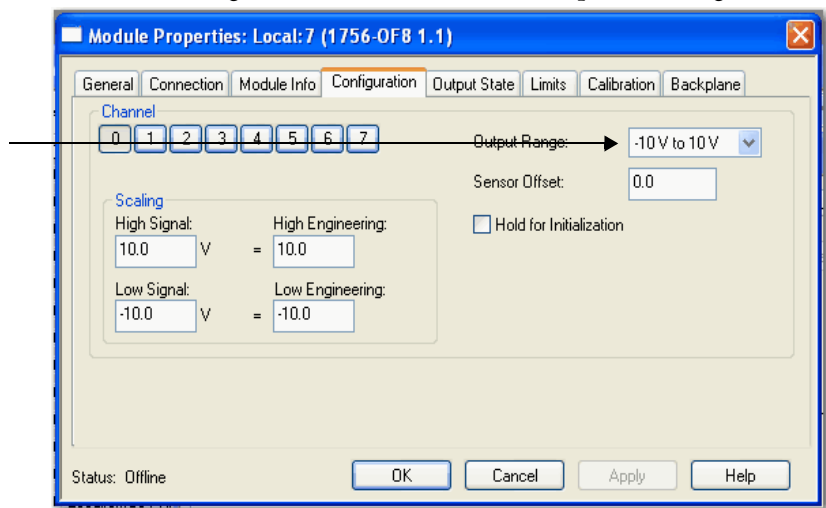 Module Properties: Local:7 (1756-OF8 1.1)
General Connection Module Info Configuration Output State Limits Calibration Backplane
Channel
0 1 2 3 4 5 6 7
Output Range: -10 V to 10 V
Sensor Offset: 0.0
Scaling
High Signal: High Engineering:
Hold for Initialization
10.0 V = 10.0
Low Signal: Low Engineering:
-10.0 V = -10.0
Status: Offline OK Cancel Apply Help